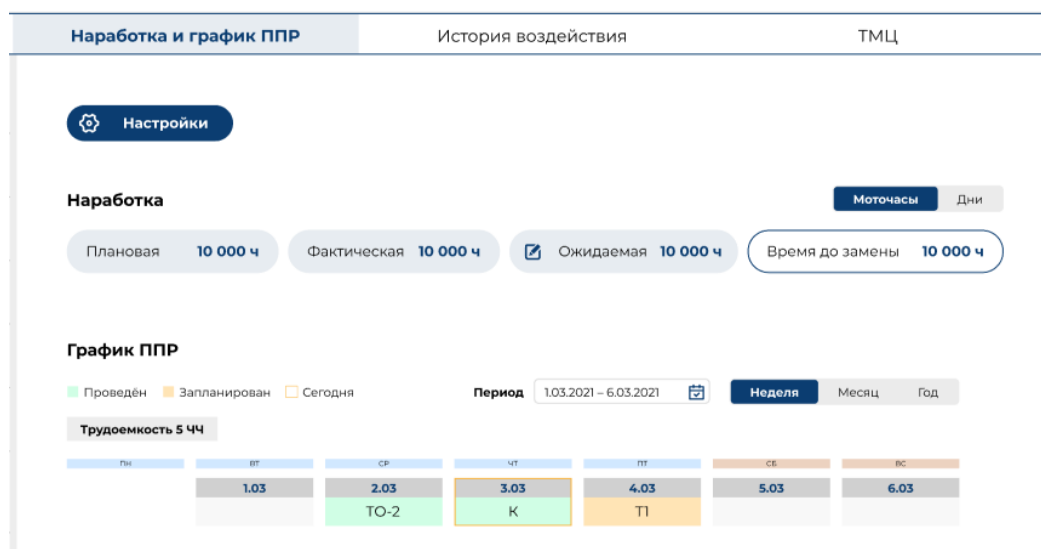 Наработка и график ППР История воздействия ТМЦ
Настройки
Наработка Моточасы Дни
Плановая 10 000 ч Фактическая 10 000 ч Ожидаемая 10 000 ч Время до замены 10 000 ч
График ППР
Проведён Запланирован Сегодня Период 1.03.2021 – 6.03.2021 Неделя Месяц Год
Трудоемкость 5 ЧЧ
ПН ВТ СР ЧТ ПТ СБ ВС
1.03 2.03 3.03 4.03 5.03 6.03
ТО-2 К Т1